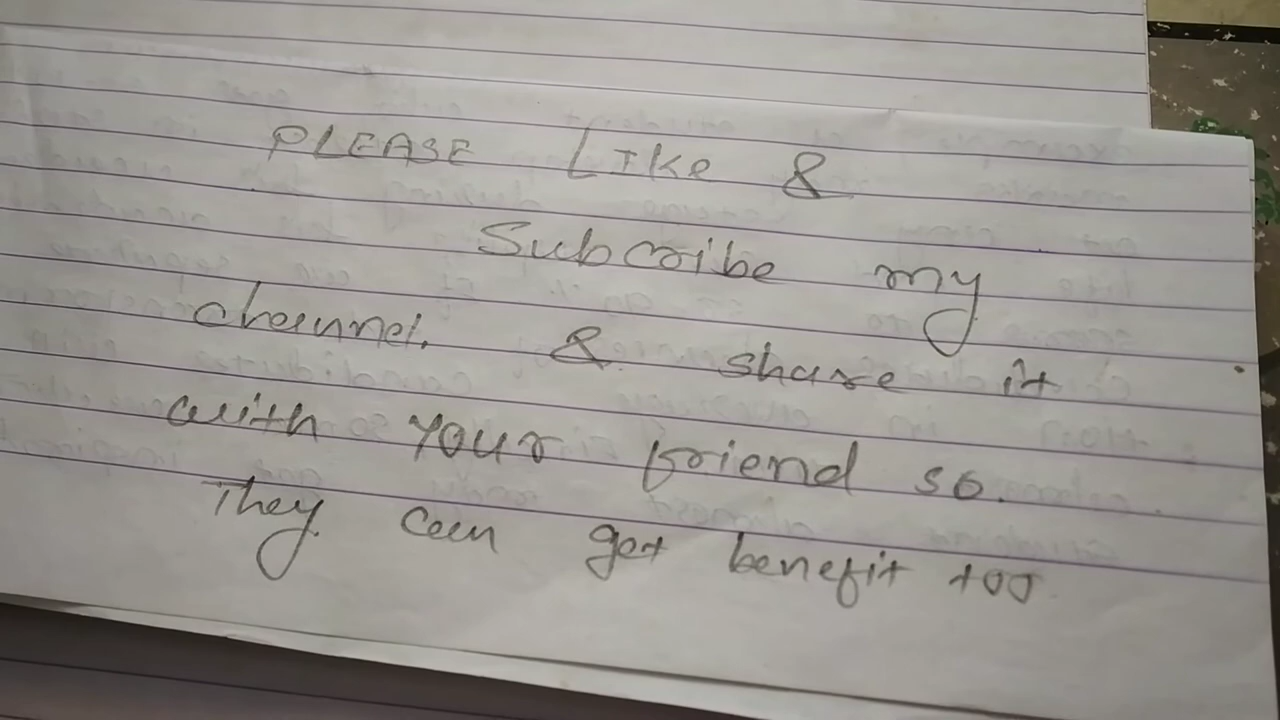 PLEASE LIKe &
Subcribe my
channel. & share it
with your friend so.
They can get benefit too